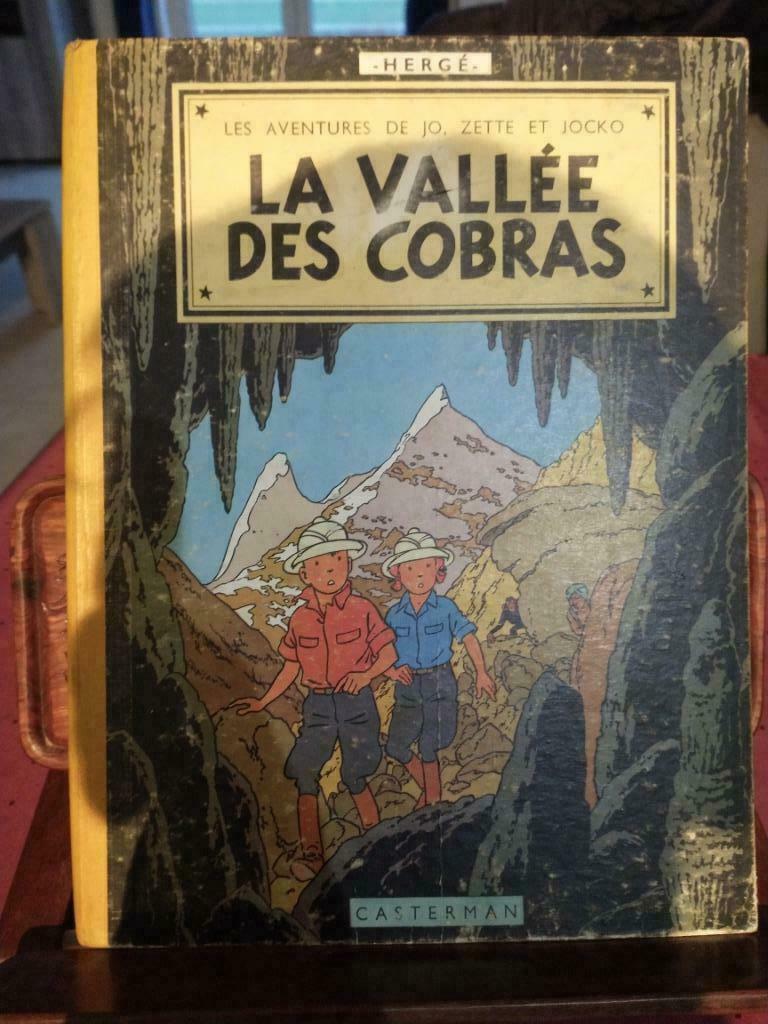 -HERGÉ-
LES AVENTURES DE JO, ZETTE ET JOCKO
LA VALLÉE
DES COBRAS
CASTERMAN